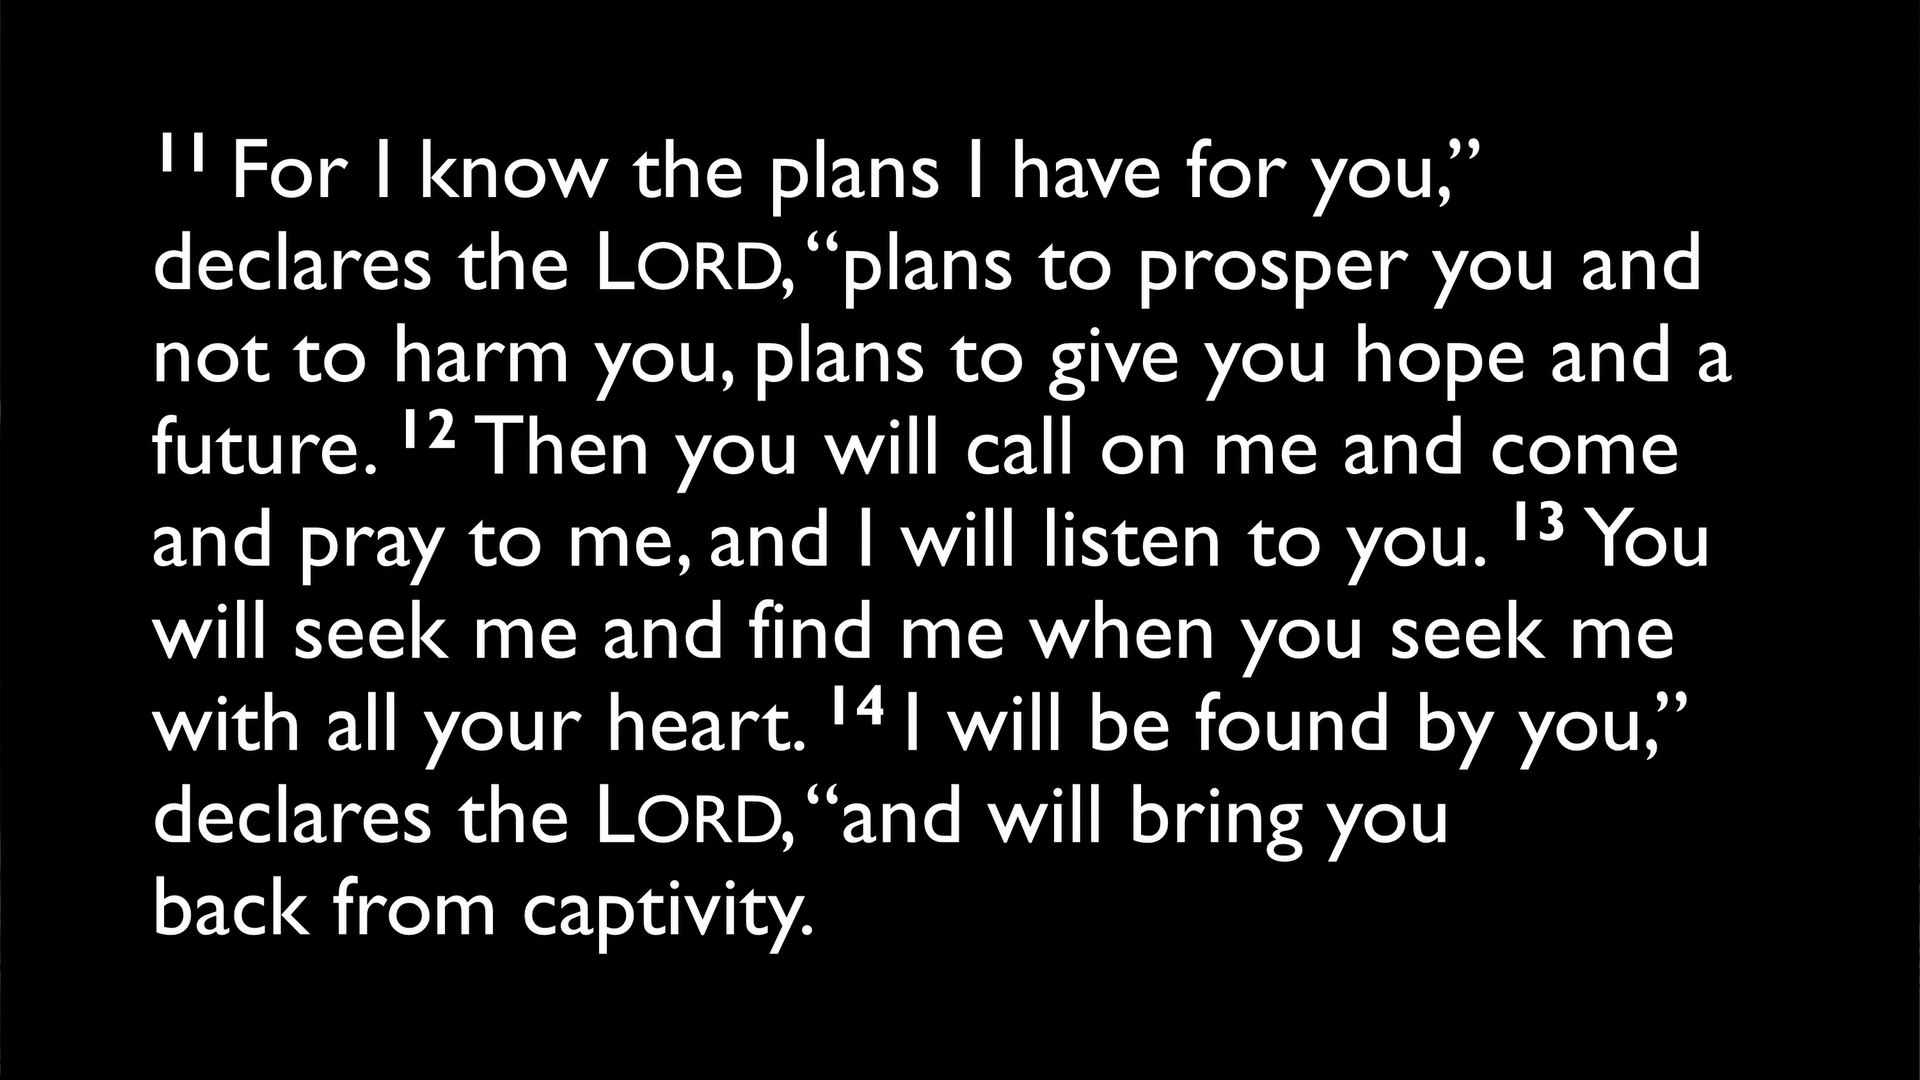 11 For I know the plans I have for you,”
declares the LORD, “plans to prosper you and
not to harm you, plans to give you hope and a
future. 12 Then you will call on me and come
and pray to me, and I will listen to you. 13 You
will seek me and find me when you seek me
with all your heart. 14 I will be found by you,”
declares the LORD, “and will bring you
back from captivity.